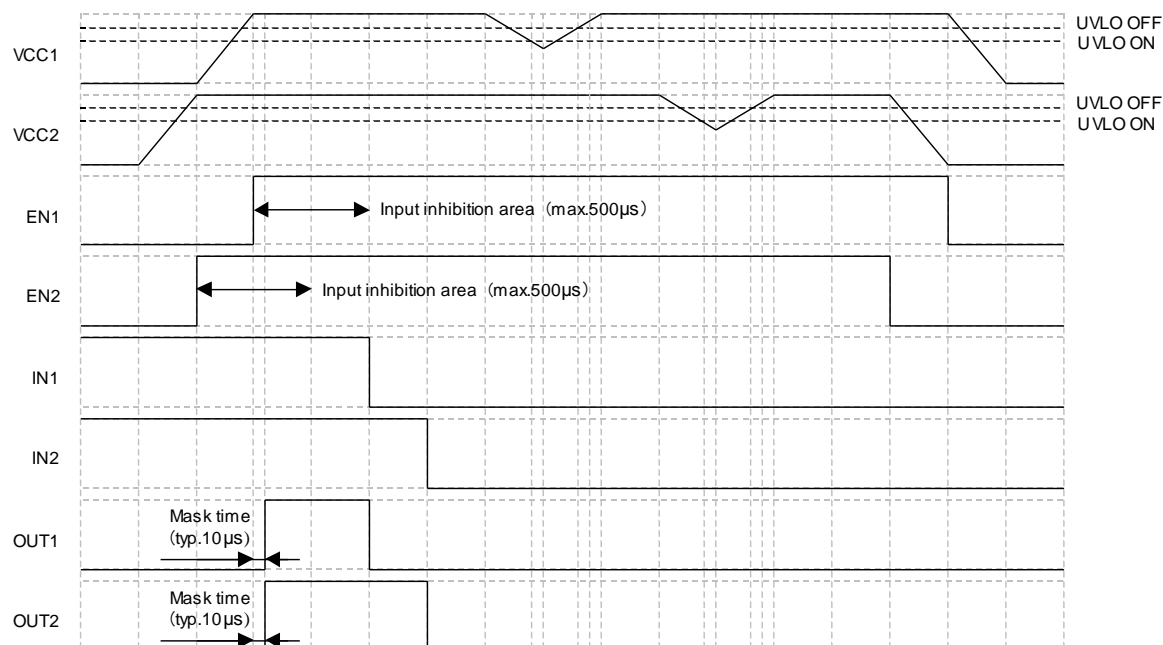 UVLO OFF
UVLO ON
VCC1
UVLO OFF
UVLO ON
VCC2
EN1
Input inhibition area (max.500µs)
EN2
Input inhibition area (max.500µs)
IN1
IN2
Mask time
(typ.10µs)
OUT1
Mask time
(typ.10µs)
OUT2